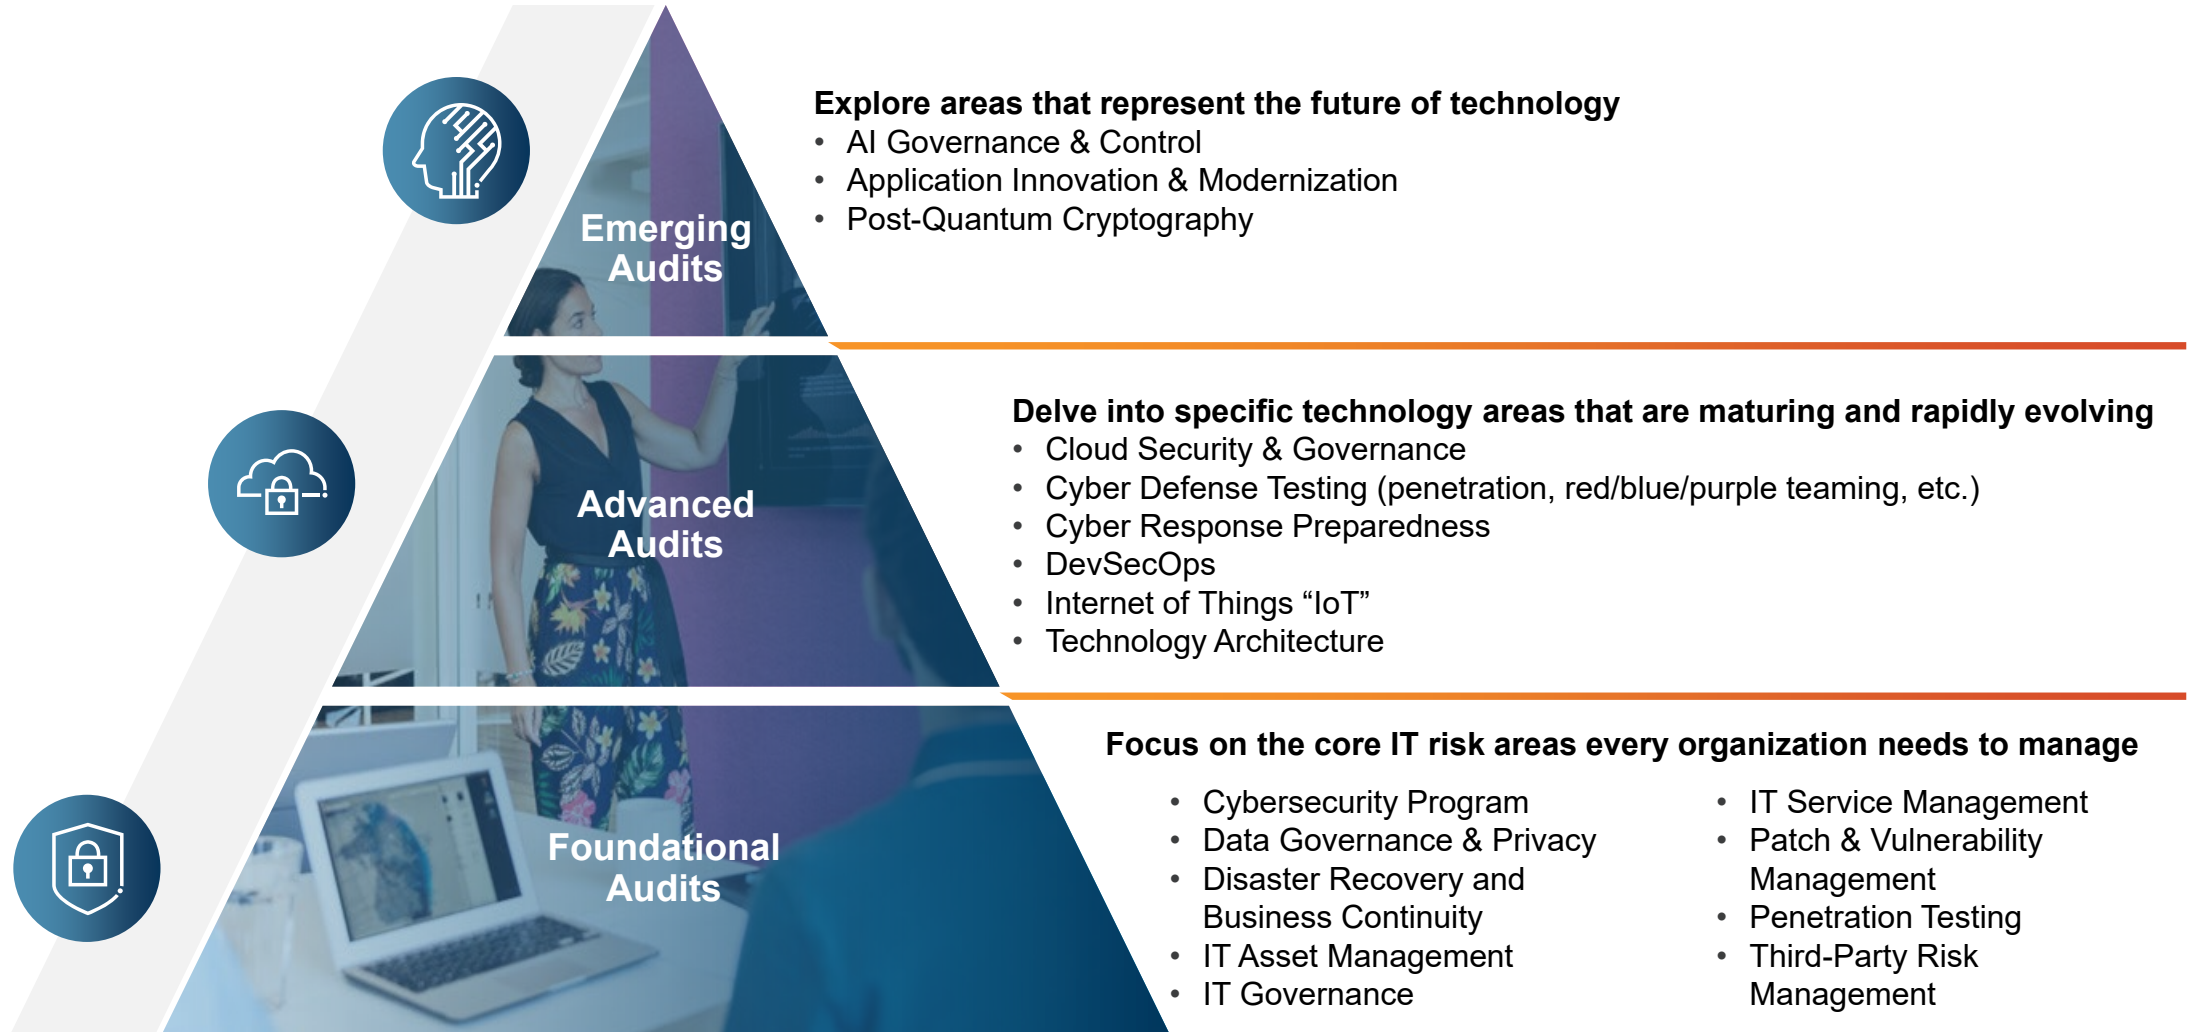 Explore areas that represent the future of technology
• AI Governance & Control
• Application Innovation & Modernization
• Post-Quantum Cryptography
Emerging
Audits
Delve into specific technology areas that are maturing and rapidly evolving
• Cloud Security & Governance
• Cyber Defense Testing (penetration, red/blue/purple teaming, etc.)
• Cyber Response Preparedness
• DevSecOps
• Internet of Things “IoT”
• Technology Architecture
Advanced
Audits
Focus on the core IT risk areas every organization needs to manage
• Cybersecurity Program
• Data Governance & Privacy
• Disaster Recovery and
Business Continuity
• IT Asset Management
• IT Governance
• IT Service Management
• Patch & Vulnerability
Management
• Penetration Testing
• Third-Party Risk
Management
Foundational
Audits